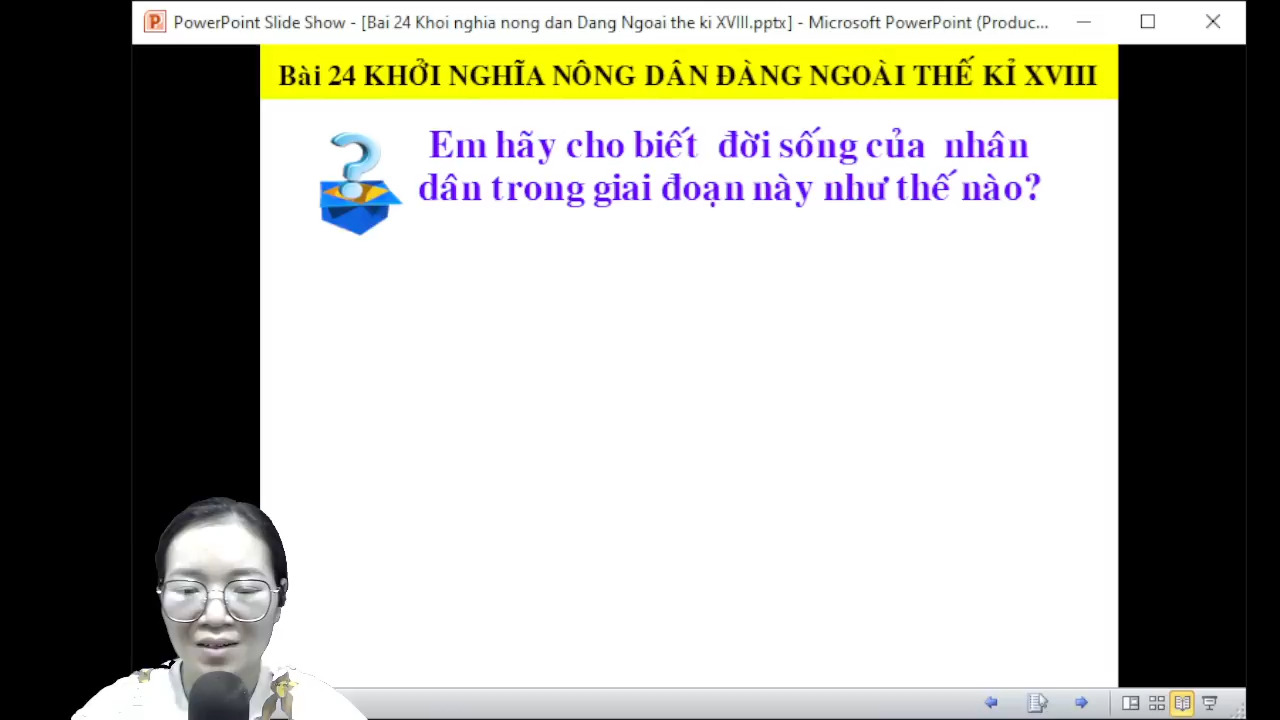 PowerPoint Slide Show - [Bai 24 Khoi nghia nong dan Dang Ngoai the ki XVIII.pptx] - Microsoft PowerPoint (Produc...
Bài 24 KHỞI NGHĨA NÔNG DÂN ĐÀNG NGOÀI THẾ KỈ XVIII
Em hãy cho biết đời sống của nhân
dân trong giai đoạn này như thế nào?